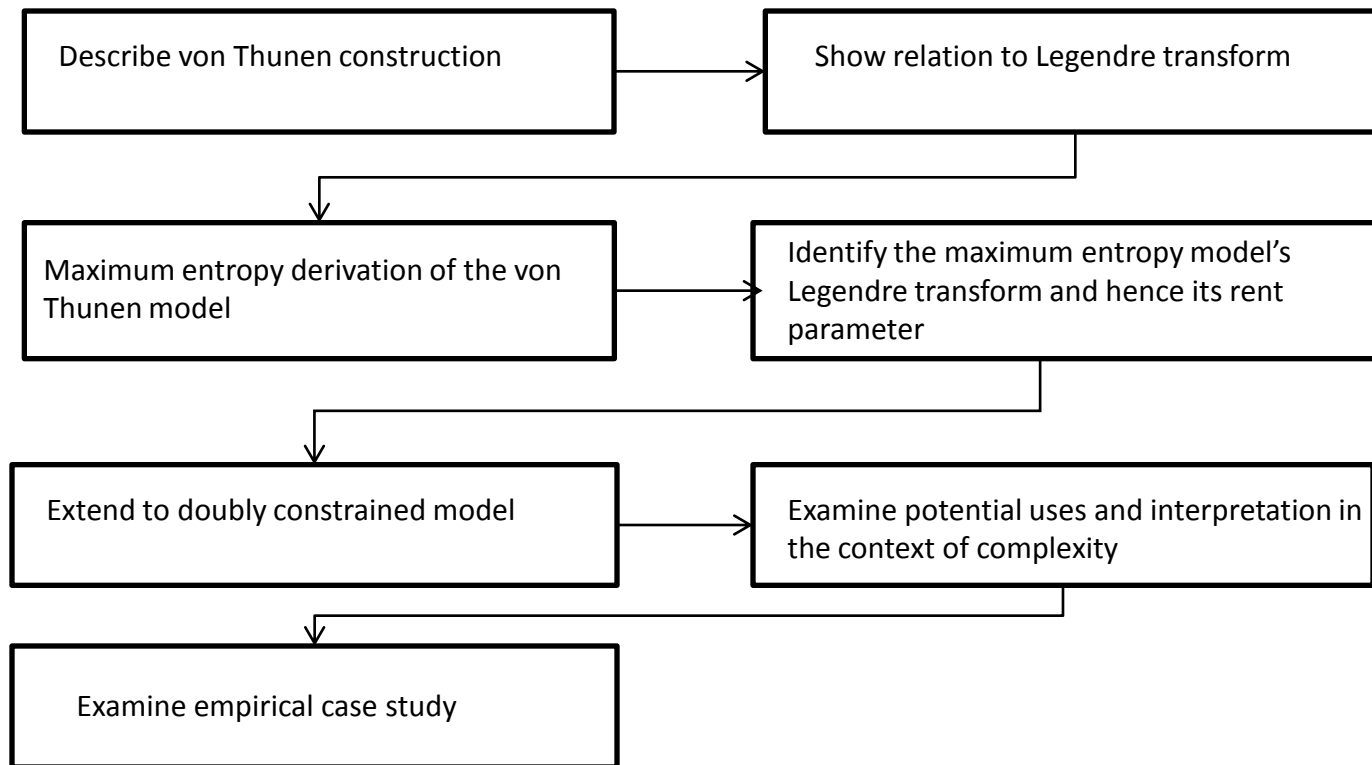 Describe von Thunen construction
Show relation to Legendre transform
Maximum entropy derivation of the von
Thunen model
Identify the maximum entropy model’s
Legendre transform and hence its rent
parameter
Extend to doubly constrained model
Examine potential uses and interpretation in
the context of complexity
Examine empirical case study